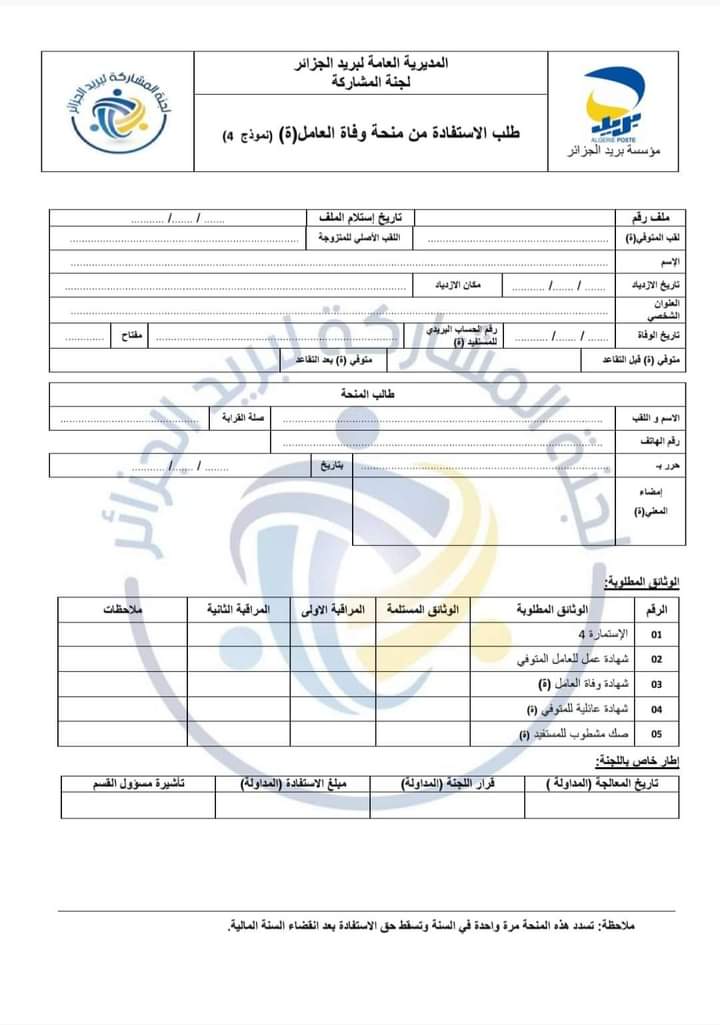 لجنة المشاركة لبريد الجزائر
المديرية العامة لبريد الجزائر
لجنة المشاركة
طلب الاستفادة من منحة وفاة العامل(ة) (نموذج 4)
بريد
ALGERIE POSTE
مؤسسة بريد الجزائر
ملف رقم تاريخ إستلام الملف ....... / ......./ ...........
لقب المتوفي(ة) ............ اللقب الأصلي للمتزوجة ............
الإسم ............
تاريخ الازدياد ....... / ......./ ........... مكان الازدياد ............
العنوان الشخصي ............
تاريخ الوفاة ....... / ......./ ........... رقم الحساب البريدي للمستفيد (ة) ............ مفتاح ............
متوفي (ة) قبل التقاعد متوفي (ة) بعد التقاعد
طالب المنحة
الاسم و اللقب ............ صلة القرابة ............
رقم الهاتف ............
حرر بـ ............ بتاريخ ....... / ......./ ...........
إمضاء
المعني(ة)
لجنة المشاركة لبريد الجزائر
الوثائق المطلوبة:
الرقم الوثائق المطلوبة الوثائق المستلمة المراقبة الاولى المراقبة الثانية ملاحظات
01 الإستمارة 4
02 شهادة عمل للعامل المتوفي
03 شهادة وفاة العامل (ة)
04 شهادة عائلية للمتوفي (ة)
05 صك مشطوب للمستفيد (ة)
إطار خاص باللجنة:
تاريخ المعالجة (المداولة ) قرار اللجنة (المداولة) مبلغ الاستفادة (المداولة) تأشيرة مسؤول القسم
ملاحظة: تسدد هذه المنحة مرة واحدة في السنة وتسقط حق الاستفادة بعد انقضاء السنة المالية.